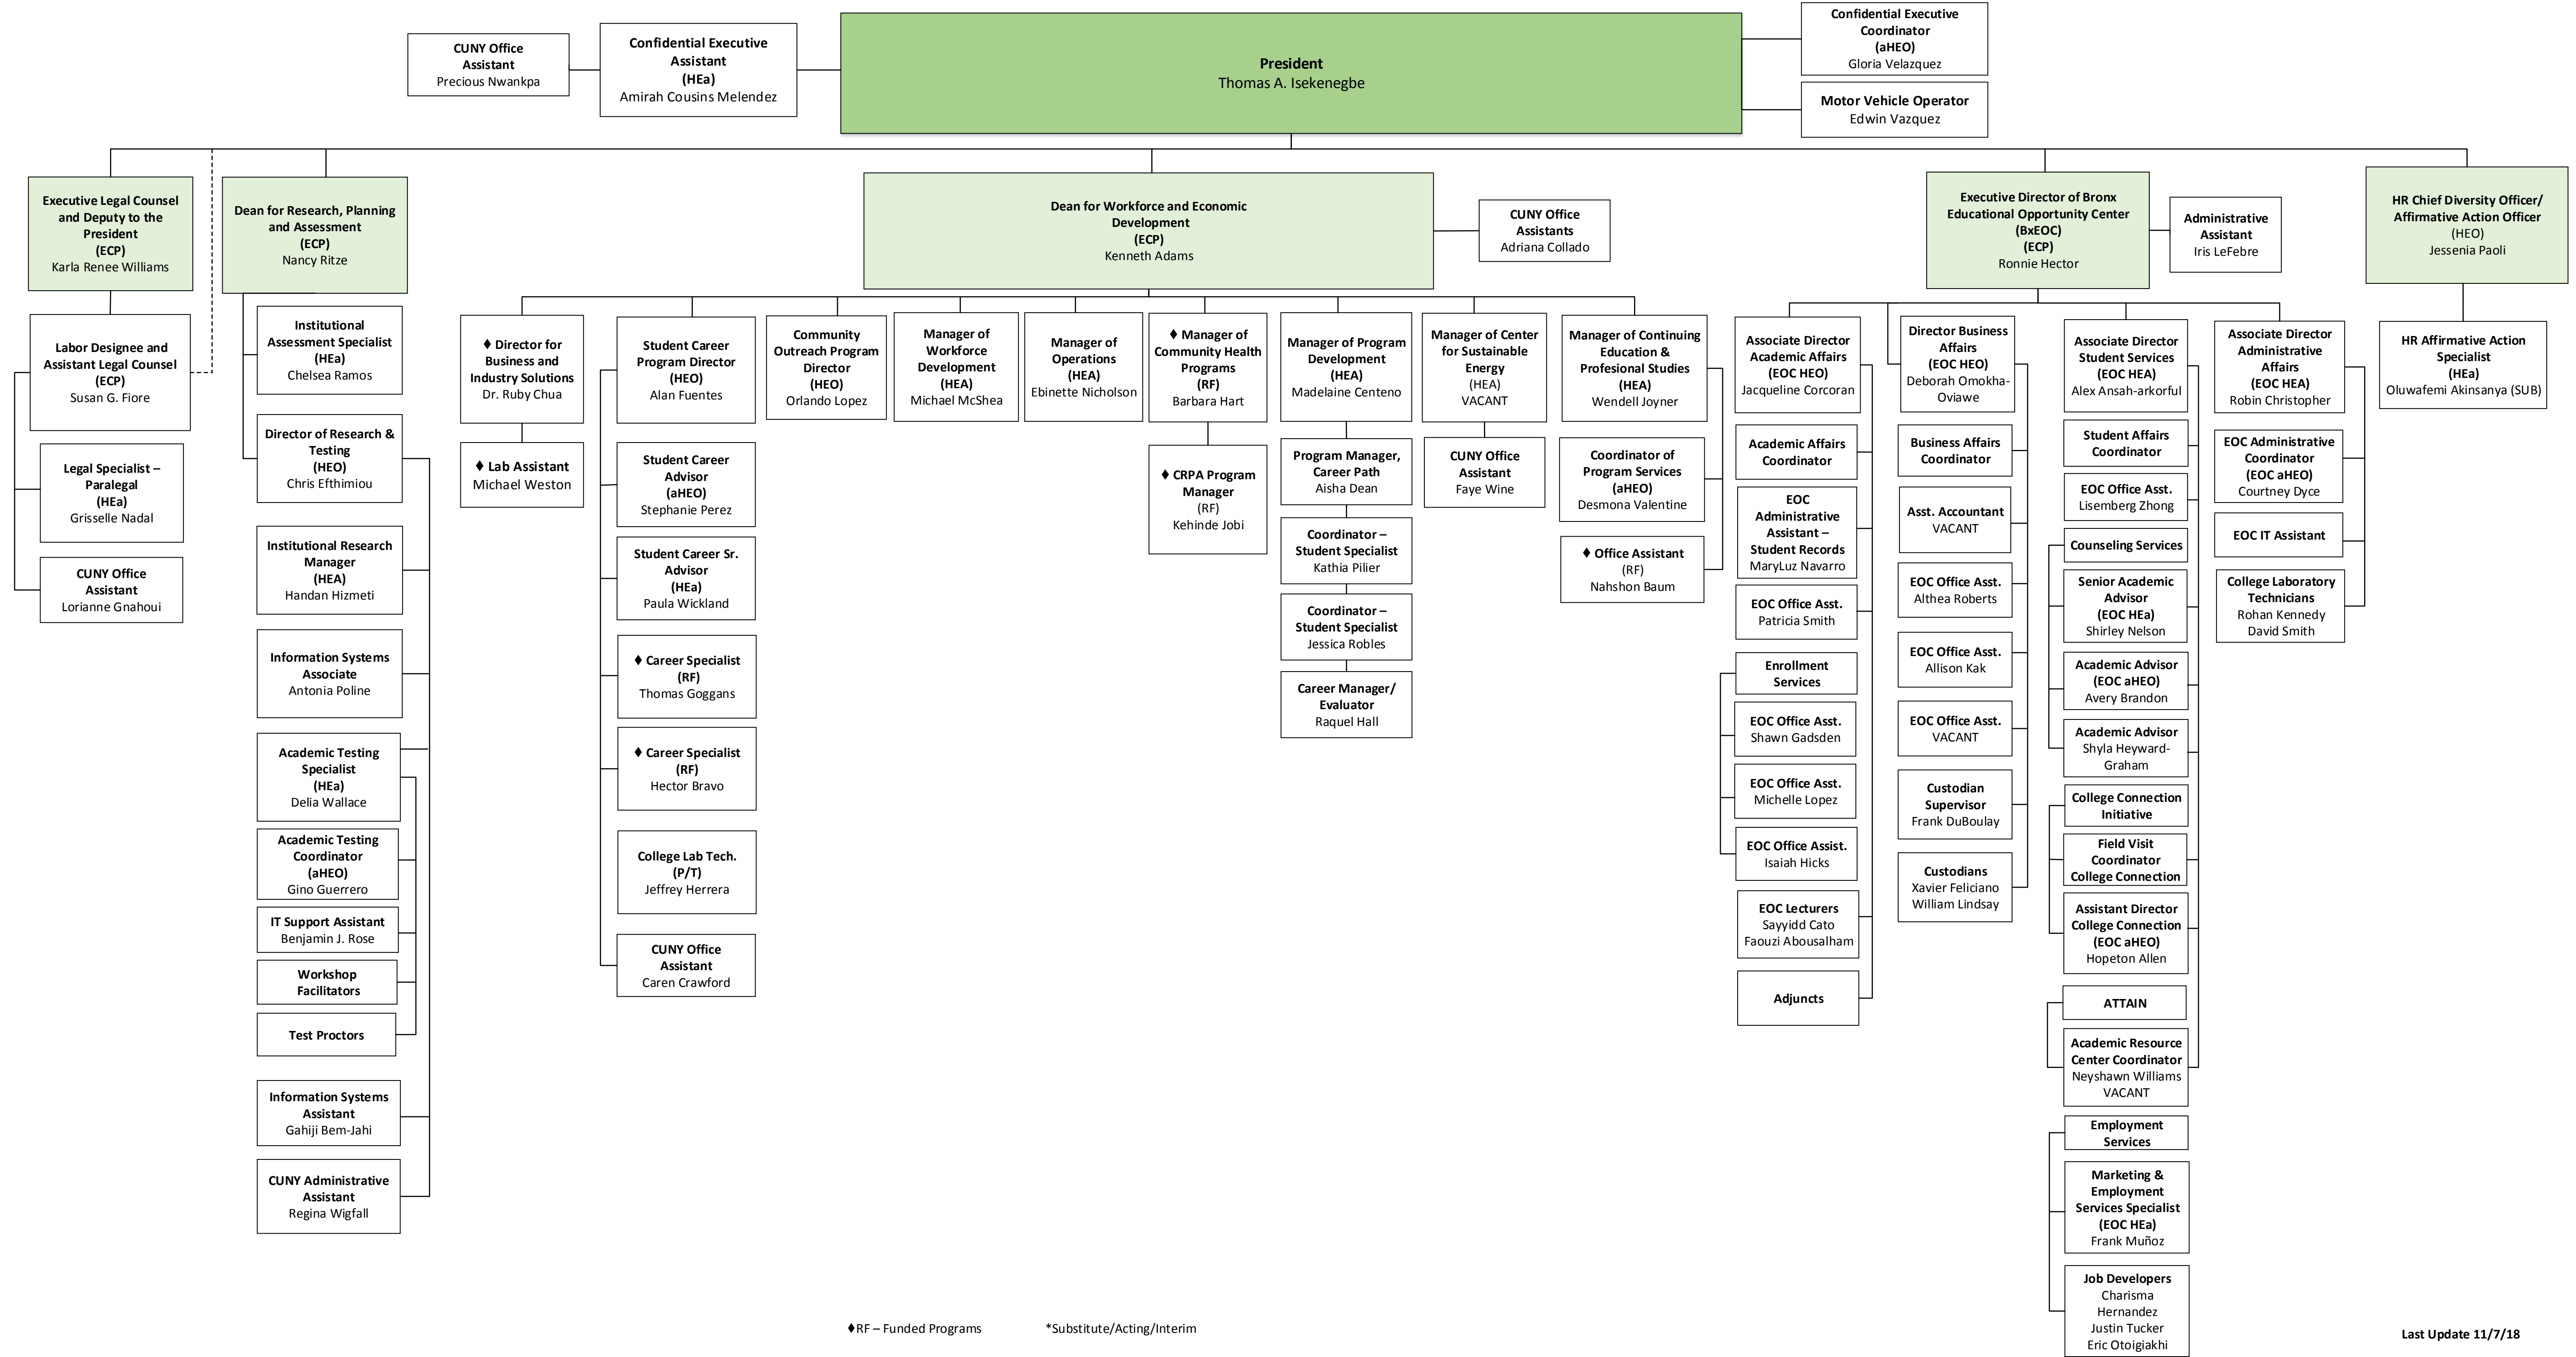 CUNY Office
Assistant
Precious Nwankpa
Confidential Executive
Assistant
(HEa)
Amirah Cousins Melendez
President
Thomas A. Isekenegbe
Confidential Executive
Coordinator
(aHEO)
Gloria Velazquez
Motor Vehicle Operator
Edwin Vazquez
Executive Legal Counsel
and Deputy to the
President
(ECP)
Karla Renee Williams
Labor Designee and
Assistant Legal Counsel
(ECP)
Susan G. Fiore
Legal Specialist –
Paralegal
(HEa)
Grisselle Nadal
CUNY Office
Assistant
Lorianne Gnahoui
Dean for Research, Planning
and Assessment
(ECP)
Nancy Ritze
Institutional
Assessment Specialist
(HEa)
Chelsea Ramos
Director of Research &
Testing
(HEO)
Chris Efthimiou
Institutional Research
Manager
(HEA)
Handan Hizmeti
Information Systems
Associate
Antonia Poline
Academic Testing
Specialist
(HEa)
Delia Wallace
Academic Testing
Coordinator
(aHEO)
Gino Guerrero
IT Support Assistant
Benjamin J. Rose
Workshop
Facilitators
Test Proctors
Information Systems
Assistant
Gahiji Bem-Jahi
CUNY Administrative
Assistant
Regina Wigfall
Dean for Workforce and Economic
Development
(ECP)
Kenneth Adams
CUNY Office
Assistants
Adriana Collado
♦ Director for
Business and
Industry Solutions
Dr. Ruby Chua
♦ Lab Assistant
Michael Weston
Student Career
Program Director
(HEO)
Alan Fuentes
Student Career
Advisor
(aHEO)
Stephanie Perez
Student Career Sr.
Advisor
(HEa)
Paula Wickland
♦ Career Specialist
(RF)
Thomas Goggans
♦ Career Specialist
(RF)
Hector Bravo
College Lab Tech.
(P/T)
Jeffrey Herrera
CUNY Office
Assistant
Caren Crawford
Community
Outreach Program
Director
(HEO)
Orlando Lopez
Manager of
Workforce
Development
(HEA)
Michael McShea
Manager of
Operations
(HEA)
Ebinette Nicholson
♦ Manager of
Community Health
Programs
(RF)
Barbara Hart
♦ CRPA Program
Manager
(RF)
Kehinde Jobi
Manager of Program
Development
(HEA)
Madelaine Centeno
Program Manager,
Career Path
Aisha Dean
Coordinator –
Student Specialist
Kathia Pilier
Coordinator –
Student Specialist
Jessica Robles
Career Manager/
Evaluator
Raquel Hall
Manager of Center
for Sustainable
Energy
(HEA)
VACANT
CUNY Office
Assistant
Faye Wine
Manager of Continuing
Education &
Profesional Studies
(HEA)
Wendell Joyner
Coordinator of
Program Services
(aHEO)
Desmona Valentine
♦ Office Assistant
(RF)
Nahshon Baum
Executive Director of Bronx
Educational Opportunity Center
(BxEOC)
(ECP)
Ronnie Hector
Administrative
Assistant
Iris LeFebre
Associate Director
Academic Affairs
(EOC HEO)
Jacqueline Corcoran
Academic Affairs
Coordinator
EOC
Administrative
Assistant –
Student Records
MaryLuz Navarro
EOC Office Asst.
Patricia Smith
Enrollment
Services
EOC Office Asst.
Shawn Gadsden
EOC Office Asst.
Michelle Lopez
EOC Office Assist.
Isaiah Hicks
EOC Lecturers
Sayyidd Cato
Faouzi Abousalham
Adjuncts
Director Business
Affairs
(EOC HEO)
Deborah Omokha-
Oviawe
Business Affairs
Coordinator
Asst. Accountant
VACANT
EOC Office Asst.
Althea Roberts
EOC Office Asst.
Allison Kak
EOC Office Asst.
VACANT
Custodian
Supervisor
Frank DuBoulay
Custodians
Xavier Feliciano
William Lindsay
Associate Director
Student Services
(EOC HEA)
Alex Ansah-arkorful
Student Affairs
Coordinator
EOC Office Asst.
Lisemberg Zhong
Counseling Services
Senior Academic
Advisor
(EOC HEa)
Shirley Nelson
Academic Advisor
(EOC aHEO)
Avery Brandon
Academic Advisor
Shyla Heyward-
Graham
College Connection
Initiative
Field Visit
Coordinator
College Connection
Assistant Director
College Connection
(EOC aHEO)
Hopeton Allen
ATTAIN
Academic Resource
Center Coordinator
Neyshawn Williams
VACANT
Employment
Services
Marketing &
Employment
Services Specialist
(EOC HEa)
Frank Muñoz
Job Developers
Charisma
Hernandez
Justin Tucker
Eric Otoigiakhi
Associate Director
Administrative
Affairs
(EOC HEA)
Robin Christopher
EOC Administrative
Coordinator
(EOC aHEO)
Courtney Dyce
EOC IT Assistant
College Laboratory
Technicians
Rohan Kennedy
David Smith
HR Chief Diversity Officer/
Affirmative Action Officer
(HEO)
Jessenia Paoli
HR Affirmative Action
Specialist
(HEa)
Oluwafemi Akinsanya (SUB)
♦RF – Funded Programs
*Substitute/Acting/Interim
Last Update 11/7/18